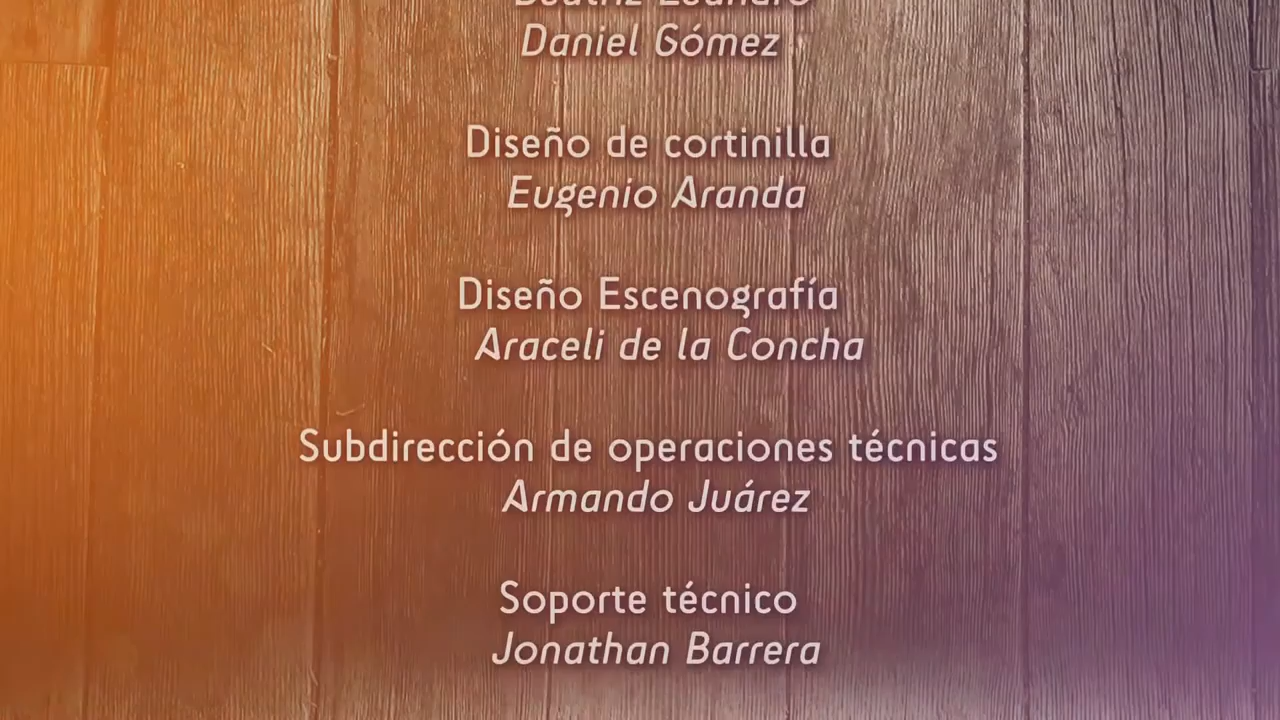 Daniel Gómez
Diseño de cortinilla
Eugenio Aranda
Diseño Escenografía
Araceli de la Concha
Subdirección de operaciones técnicas
Armando Juárez
Soporte técnico
Jonathan Barrera